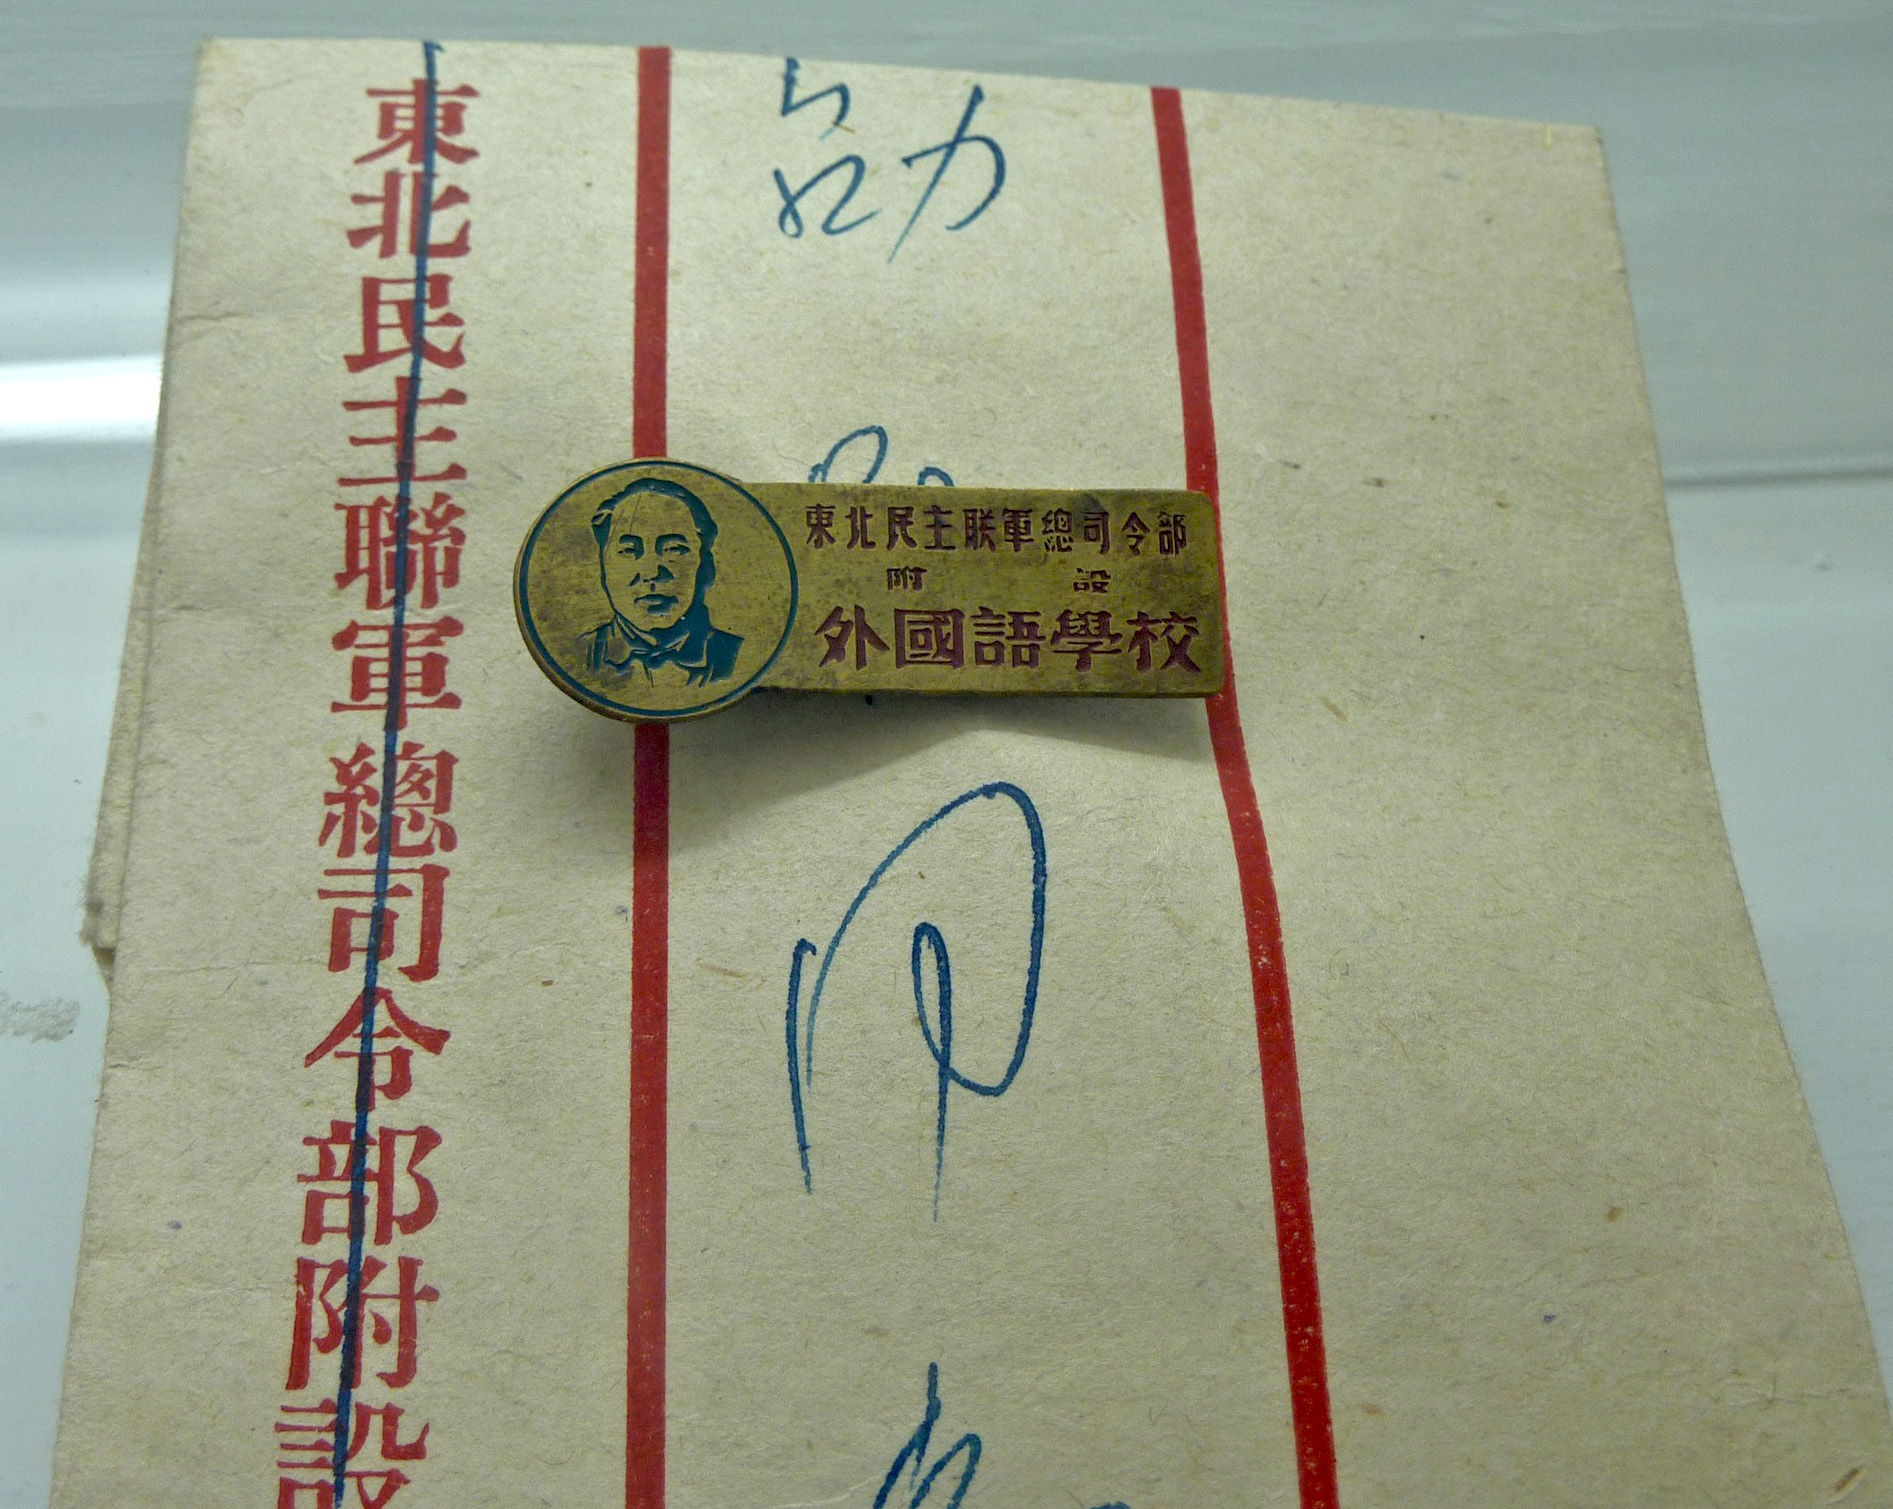 東北民主聯軍總司令部附設
励
東北民主联軍總司令部
附設
外國語學校